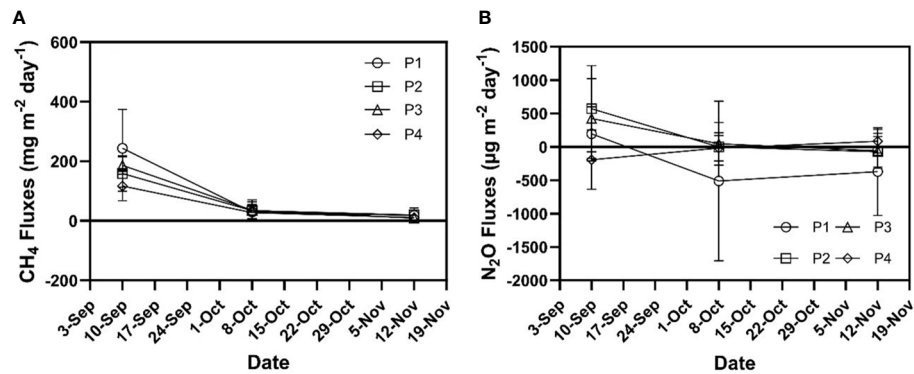 A
CH4 Fluxes (mg m-2 day-1)
600
400
200
0
-200
P1
P2
P3
P4
3-Sep
10-Sep
17-Sep
24-Sep
1-Oct
8-Oct
15-Oct
22-Oct
29-Oct
5-Nov
12-Nov
19-Nov
Date
B
N2O Fluxes (µg m-2 day-1)
1500
1000
500
0
-500
-1000
-1500
-2000
P1 P3
P2 P4
3-Sep
10-Sep
17-Sep
24-Sep
1-Oct
8-Oct
15-Oct
22-Oct
29-Oct
5-Nov
12-Nov
19-Nov
Date